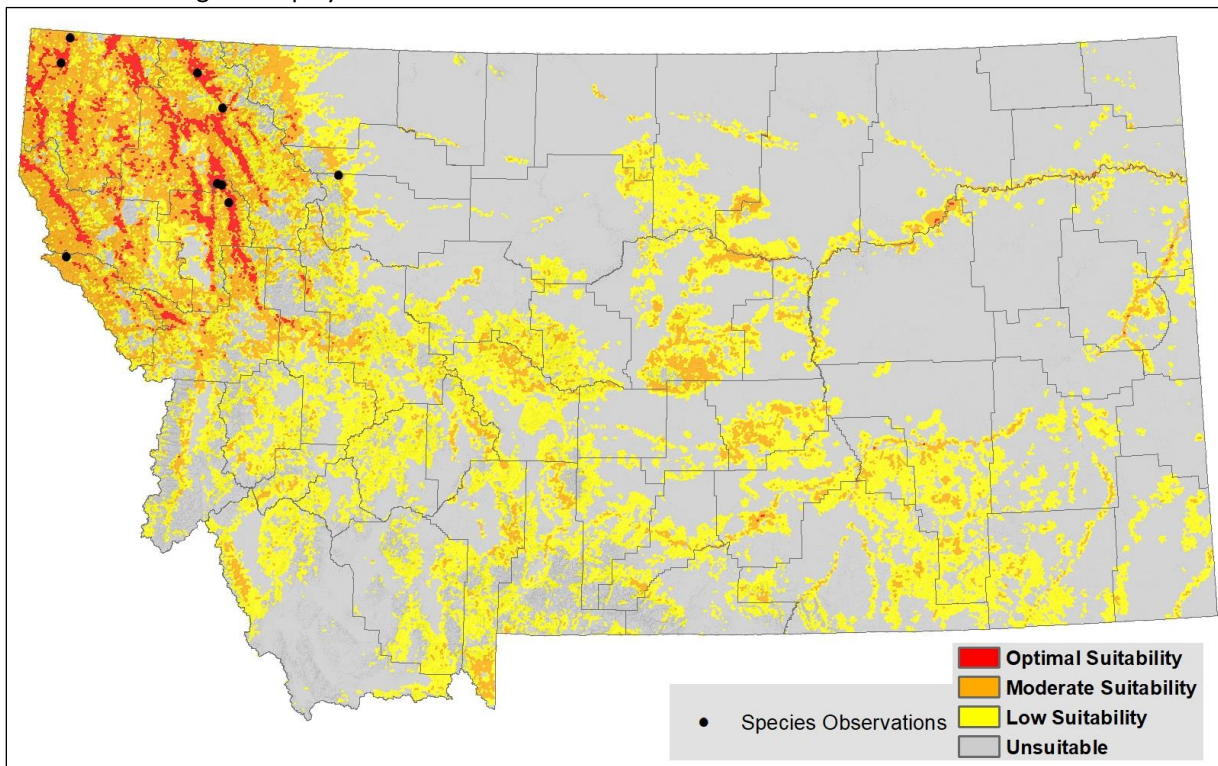 Optimal Suitability
Moderate Suitability
Species Observations
Low Suitability
Unsuitable